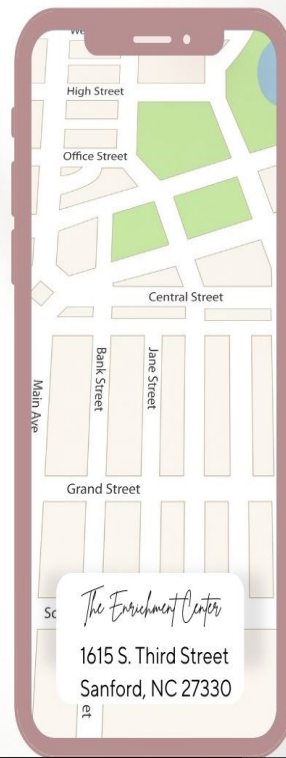 High Street
Office Street
Central Street
Bank Street
Jane Street
Main Ave
Grand Street
The Enrichment Center
1615 S. Third Street
Sanford, NC 27330